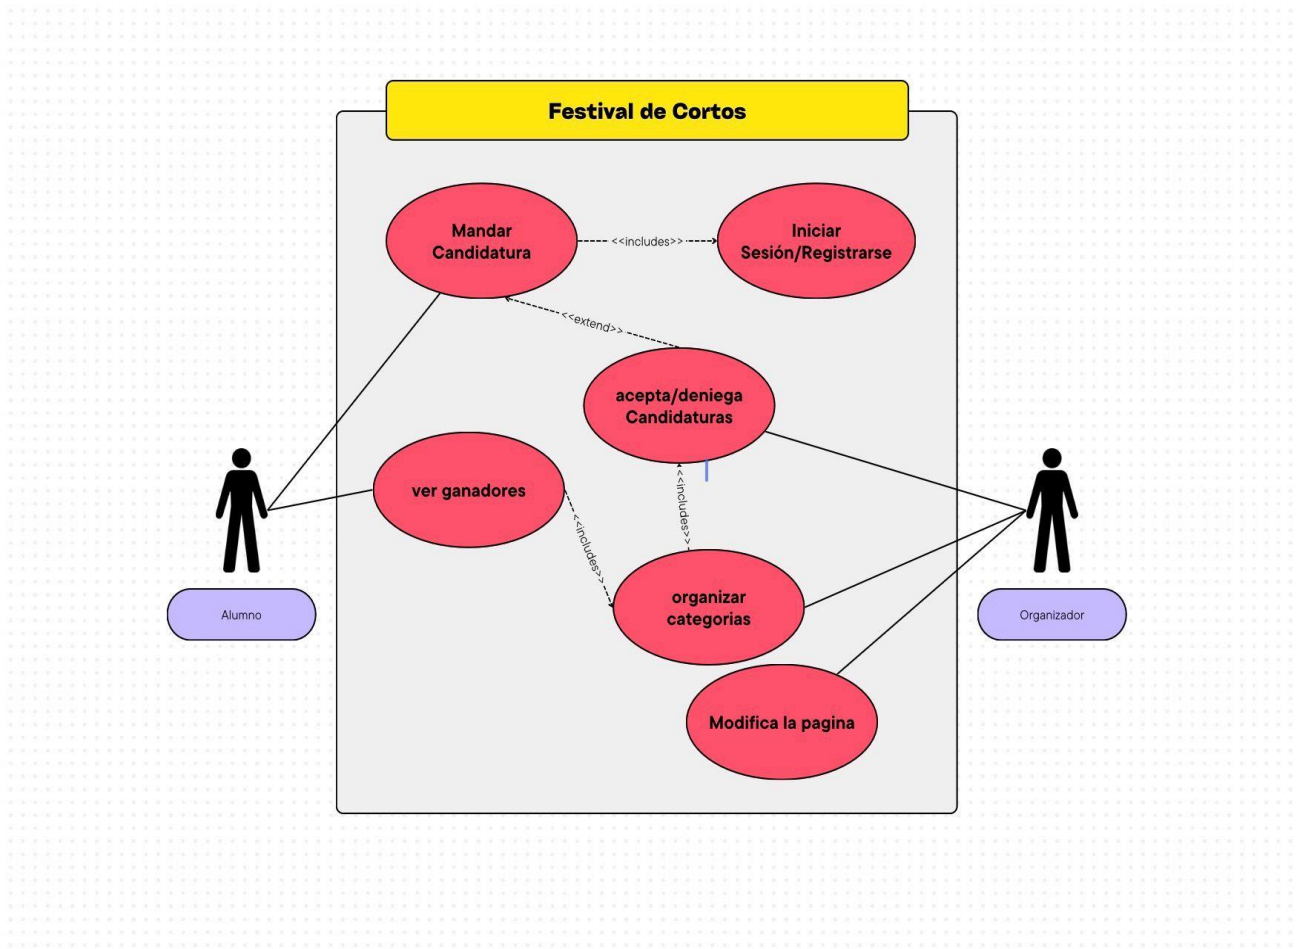 Festival de Cortos
Mandar
Candidatura
<<includes>>
Iniciar
Sesión/Registrarse
<<extend>>
acepta/deniega
Candidaturas
ver ganadores
<<includes>>
<<includes>>
organizar
categorias
Alumno
Organizador
Modifica la pagina